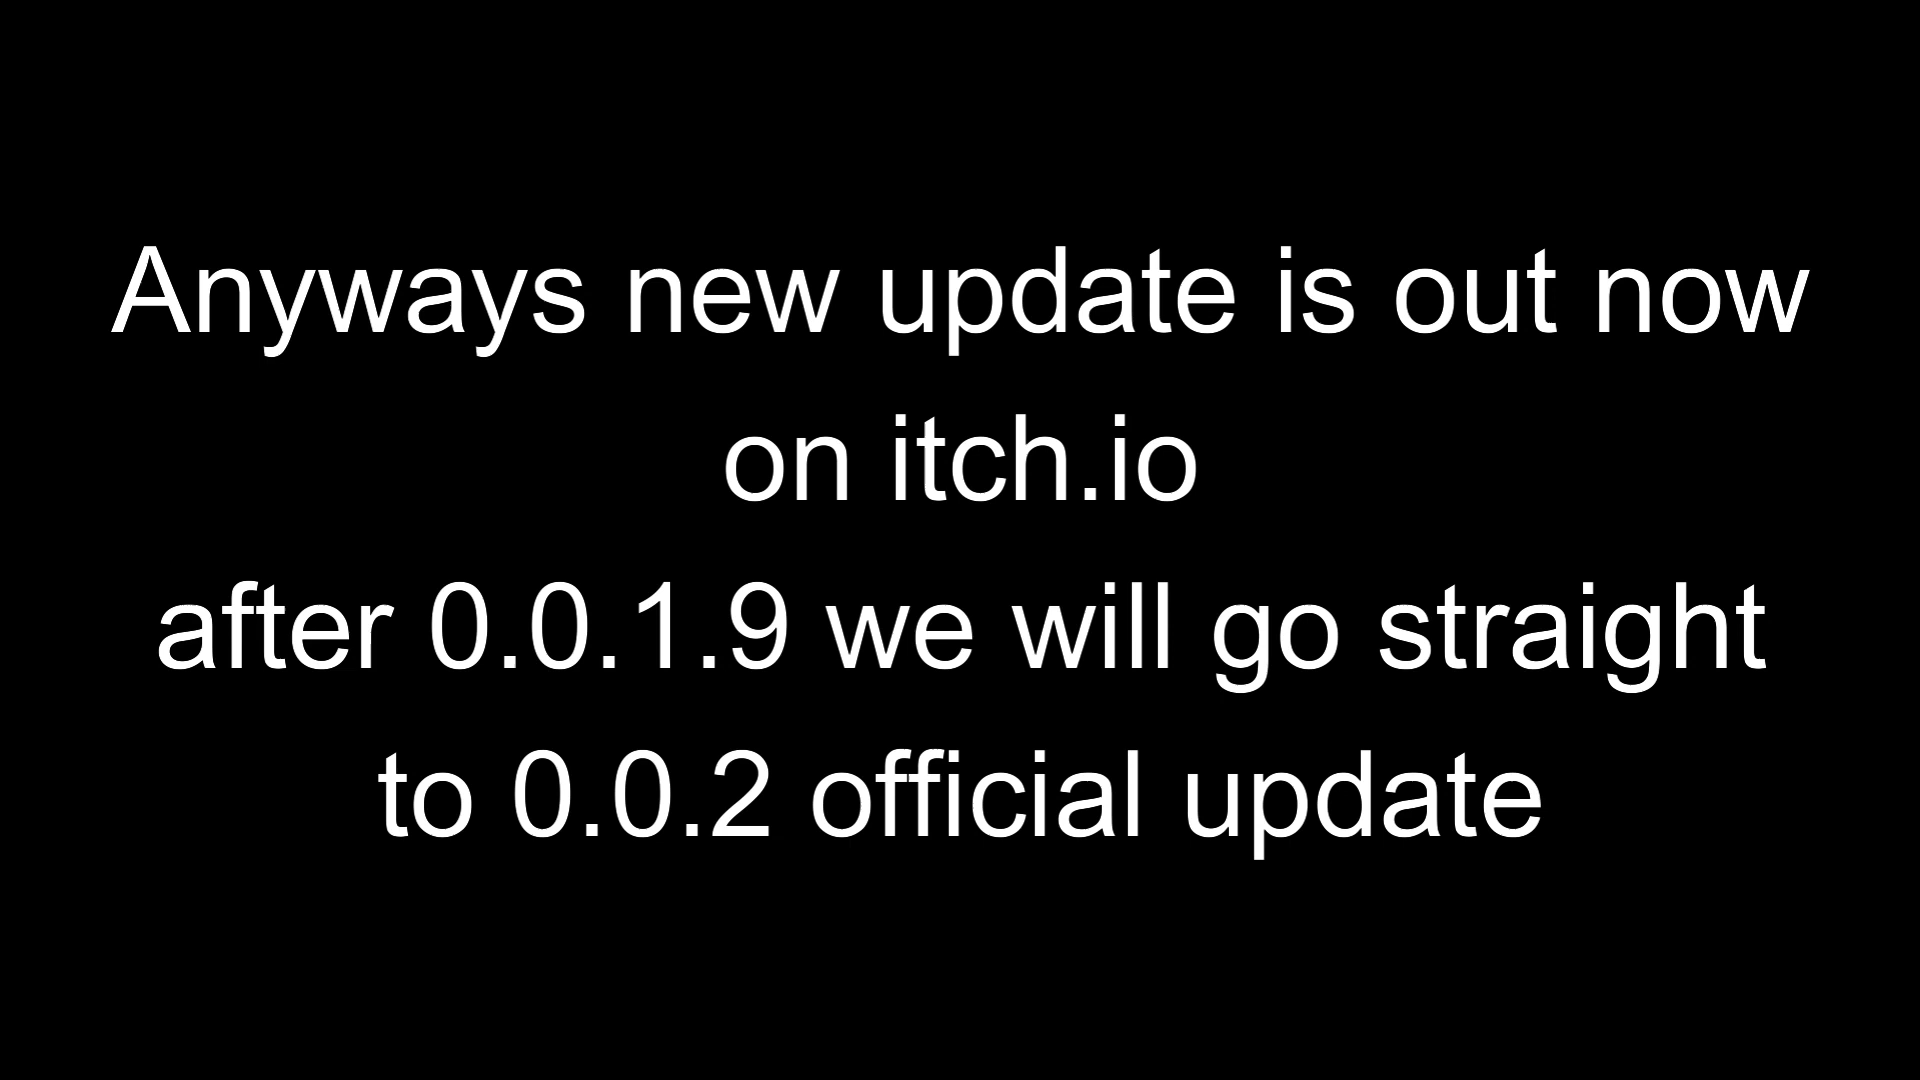 Anyways new update is out now
on itch.io
after 0.0.1.9 we will go straight
to 0.0.2 official update